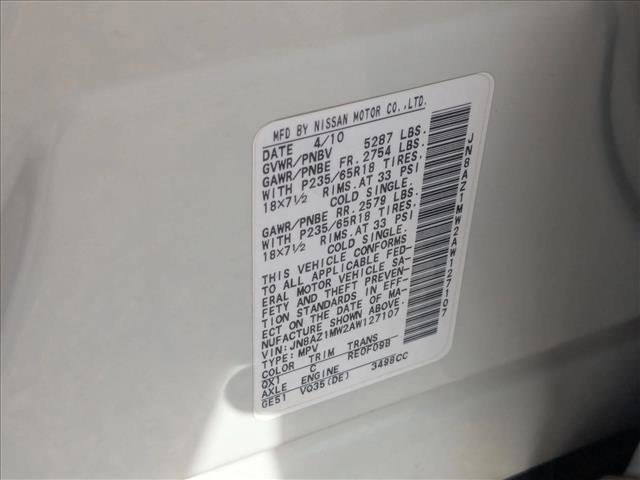 MFD BY NISSAN MOTOR CO.,LTD.
DATE 4/10
GVWR/PNBV 5287 LBS.
GAWR/PNBE FR. 2754 LBS.
WITH P235/65R18 TIRES,
18×7½ RIMS.AT 33 PSI
COLD SINGLE.
GAWR/PNBE RR. 2579 LBS.
WITH P235/65R18 TIRES,
18×7½ RIMS.AT 33 PSI
COLD SINGLE.
THIS VEHICLE CONFORMS
TO ALL APPLICABLE FED-
ERAL MOTOR VEHICLE SA-
FETY AND THEFT PREVEN-
TION STANDARDS IN EFF-
ECT ON THE DATE OF MA-
NUFACTURE SHOWN ABOVE.
VIN: JN8AZ1MW2AW127107
TYPE: MPV
COLOR TRIM TRANS
QX1 C RE0F09B
AXLE ENGINE
GE51 VQ35(DE) 3498CC
JN8AZ1MW2AW127107